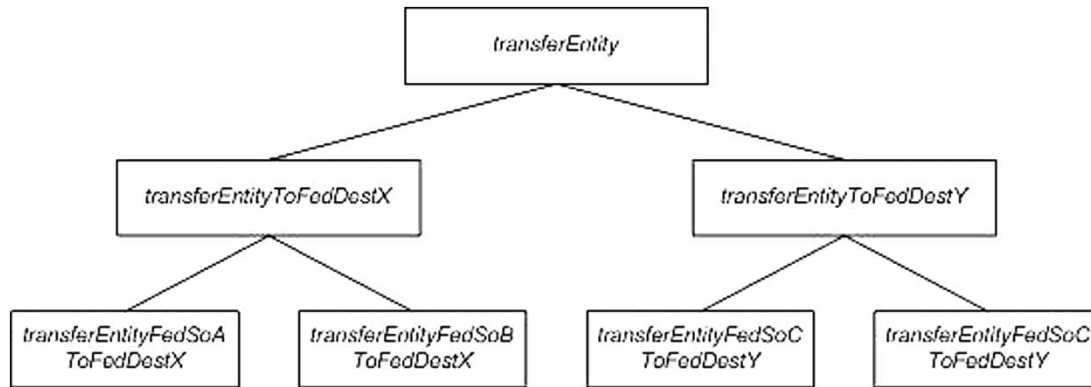 transferEntity
transferEntityToFedDestX
transferEntityToFedDestY
transferEntityFedSoA
ToFedDestX
transferEntityFedSoB
ToFedDestX
transferEntityFedSoC
ToFedDestY
transferEntityFedSoC
ToFedDestY